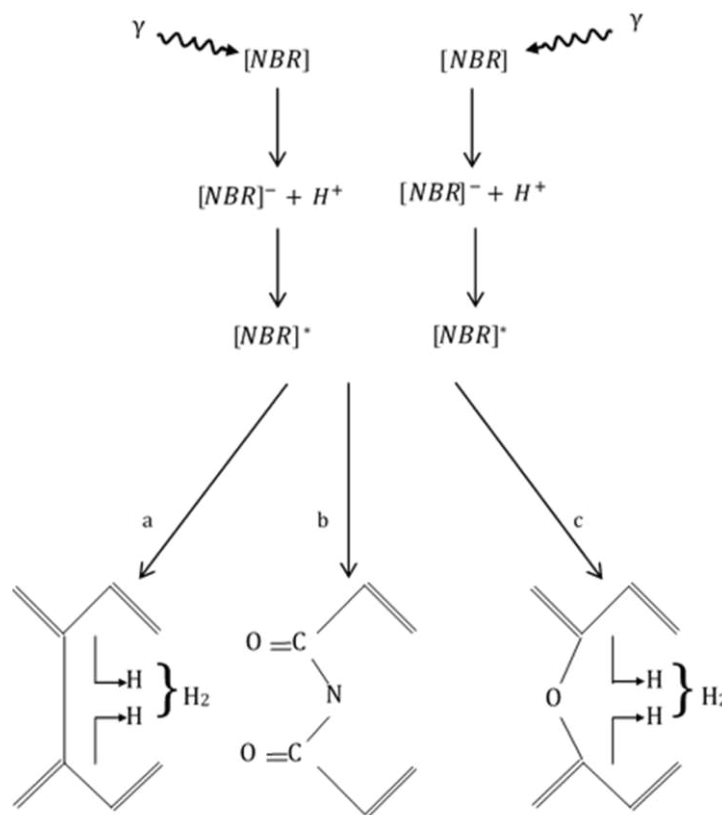 γ γ
[NBR] [NBR]
[NBR]⁻ + H⁺ [NBR]⁻ + H⁺
[NBR]* [NBR]*
a b c
O=C
H H
} H₂ N O } H₂
H H
O=C